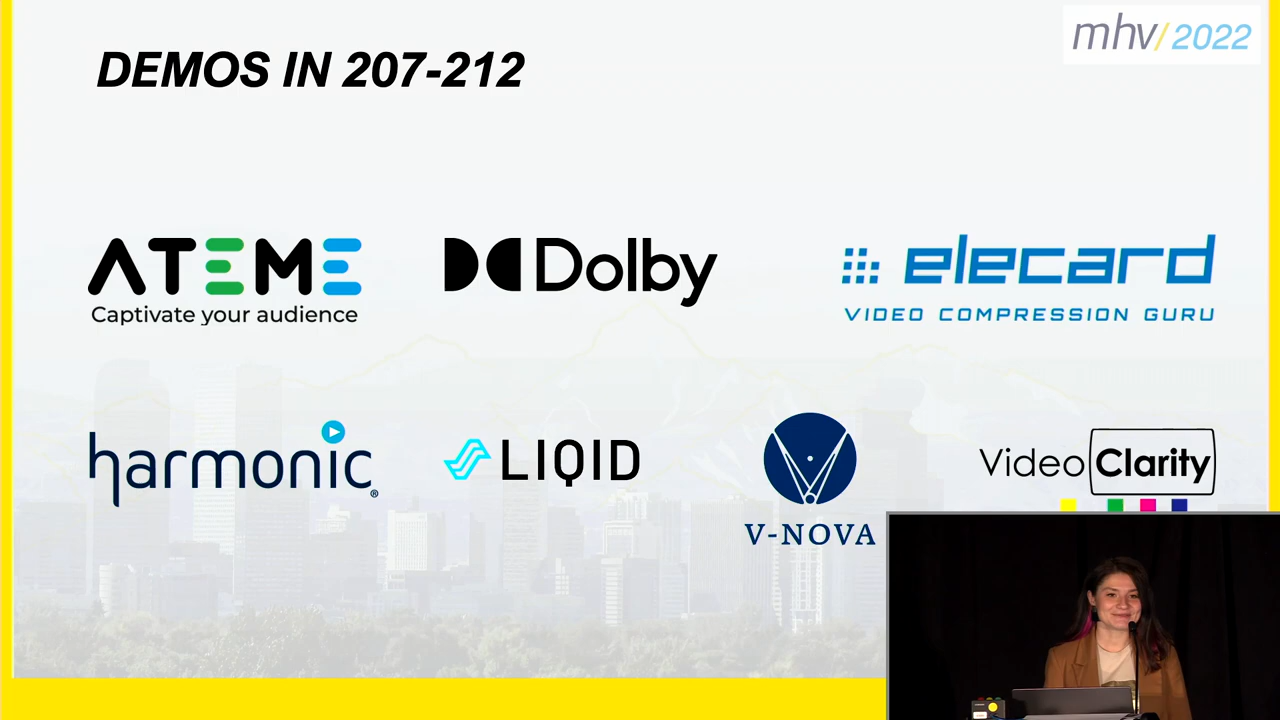 mhv/2022
DEMOS IN 207-212
ATEME
Captivate your audience
Dolby
elecard
VIDEO COMPRESSION GURU
harmonic®
LIQID
V-NOVA
Video Clarity